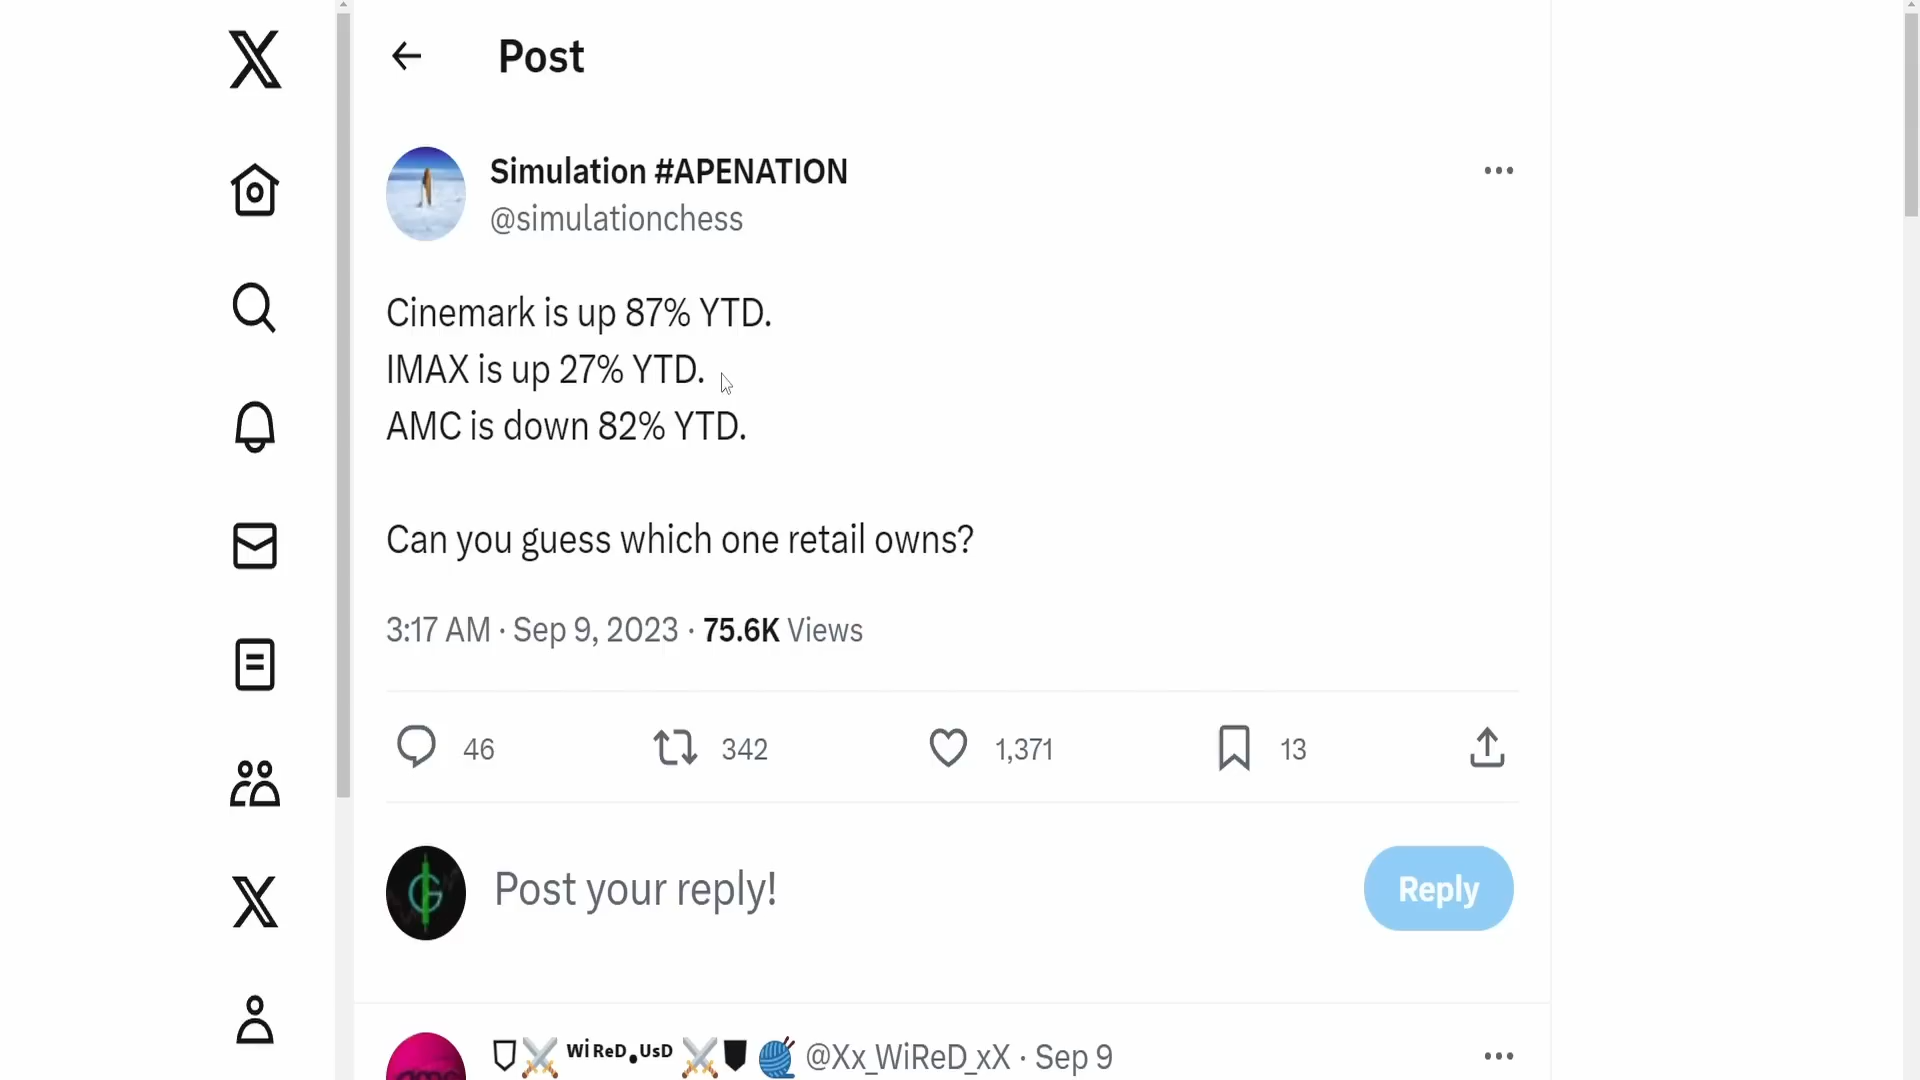 Post
Simulation #APENATION
@simulationchess
Cinemark is up 87% YTD.
IMAX is up 27% YTD.
AMC is down 82% YTD.
Can you guess which one retail owns?
3:17 AM · Sep 9, 2023 · 75.6K Views
46 342 1,371 13
Post your reply!
Reply
WiReD•UsD @Xx_WiReD_xX · Sep 9